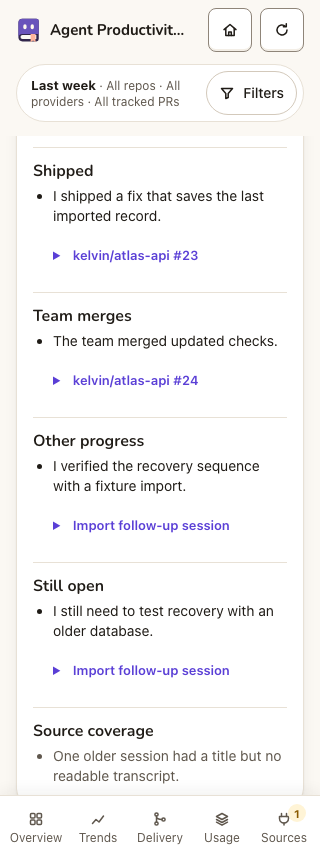 Agent Productivit...
Last week · All repos · All
providers · All tracked PRs
Filters
Shipped
• I shipped a fix that saves the last
imported record.
▶ kelvin/atlas-api #23
Team merges
• The team merged updated checks.
▶ kelvin/atlas-api #24
Other progress
• I verified the recovery sequence
with a fixture import.
▶ Import follow-up session
Still open
• I still need to test recovery with an
older database.
▶ Import follow-up session
Source coverage
• One older session had a title but no
readable transcript.
1
Overview Trends Delivery Usage Sources